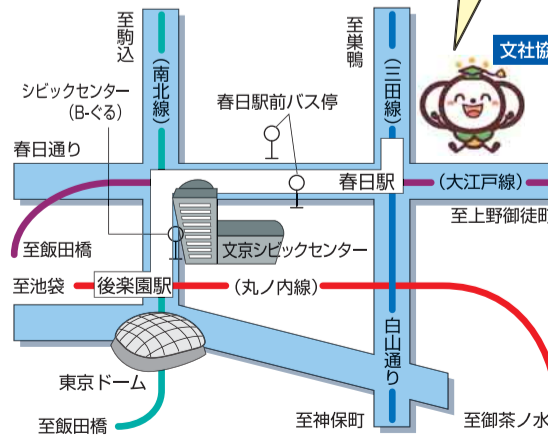 至駒込
(南北線)
至巣鴨
(三田線)
文社協
シビックセンター
(B-ぐる)
春日駅前バス停
春日通り
春日駅
(大江戸線)
至上野御徒町
至飯田橋
文京シビックセンター
至池袋
後楽園駅
(丸ノ内線)
白山通り
東京ドーム
至飯田橋
至神保町
至御茶ノ水